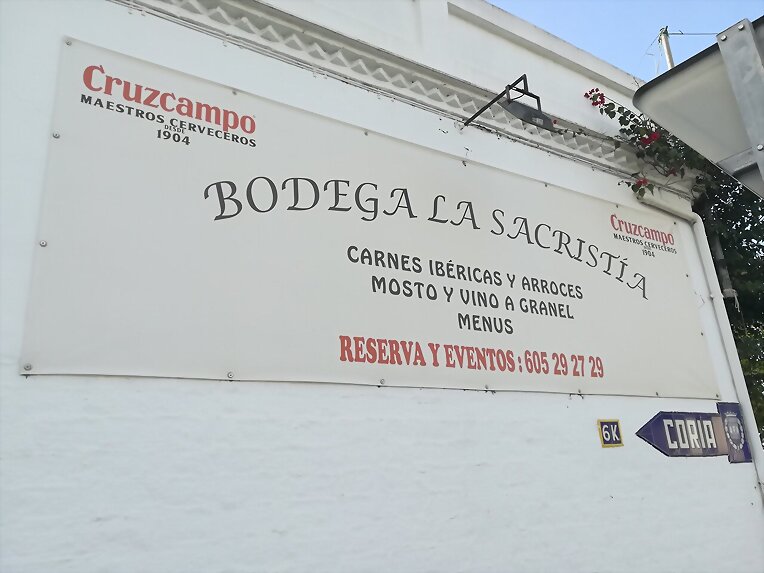 Cruzcampo
MAESTROS CERVECEROS
DESDE
1904
BODEGA LA SACRISTÍA
Cruzcampo
MAESTROS CERVECEROS
1904
CARNES IBÉRICAS Y ARROCES
MOSTO Y VINO A GRANEL
MENUS
RESERVA Y EVENTOS : 605 29 27 29
6K
CORIA